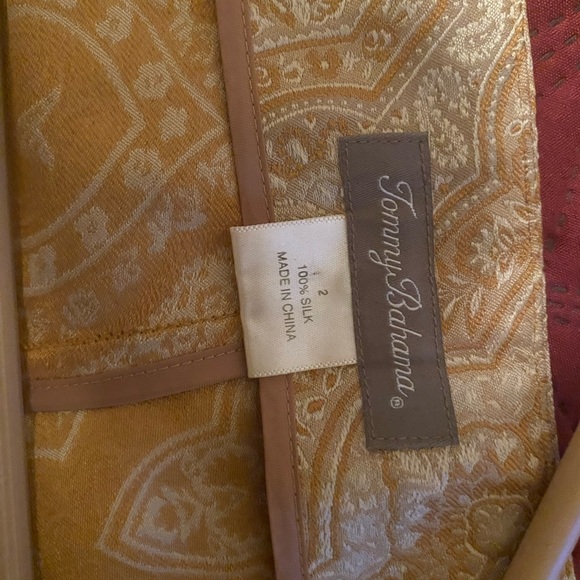 Tommy Bahama®
2
100% SILK
MADE IN CHINA